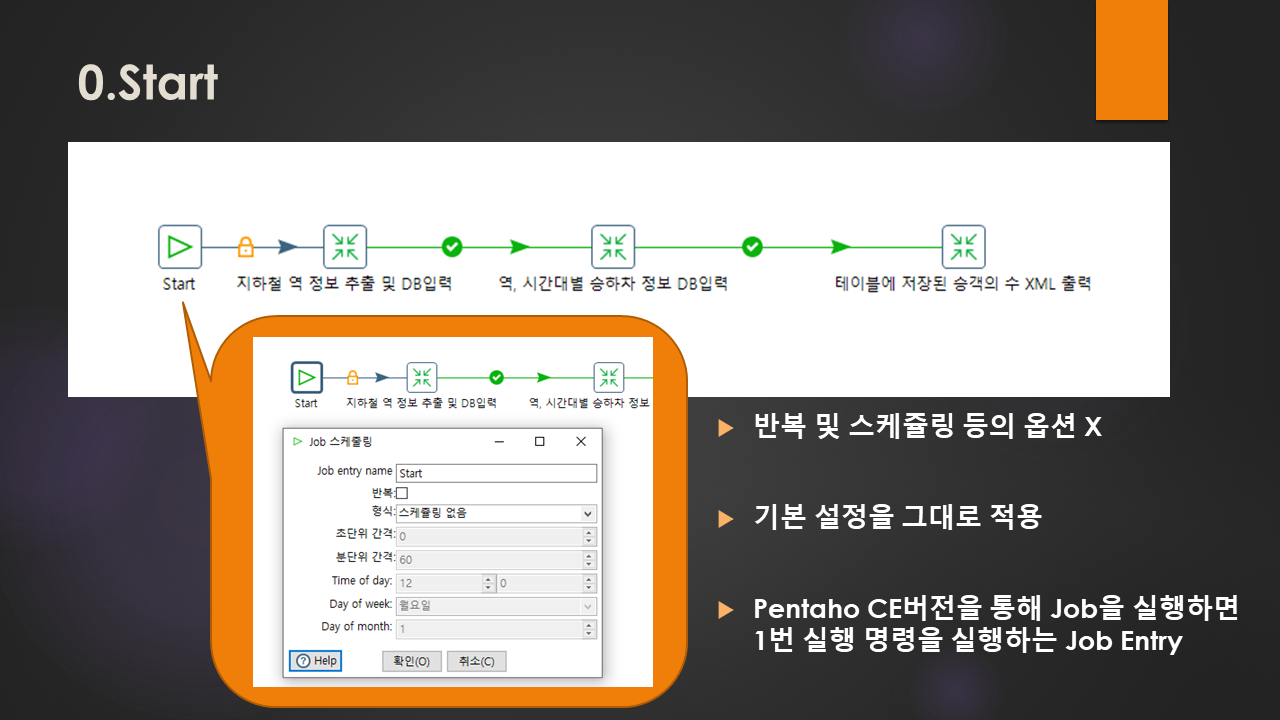 0.Start
Start
지하철 역 정보 추출 및 DB입력
역, 시간대별 승하차 정보 DB입력
테이블에 저장된 승객의 수 XML 출력
Start
지하철 역 정보 추출 및 DB입력
역, 시간대별 승하차 정보
Job 스케줄링
Job entry name Start
반복:
형식: 스케쥴링 없음
초단위 간격: 0
분단위 간격: 60
Time of day: 12 0
Day of week: 월요일
Day of month: 1
Help 확인(O) 취소(C)
반복 및 스케쥴링 등의 옵션 X
기본 설정을 그대로 적용
Pentaho CE버전을 통해 Job을 실행하면
1번 실행 명령을 실행하는 Job Entry